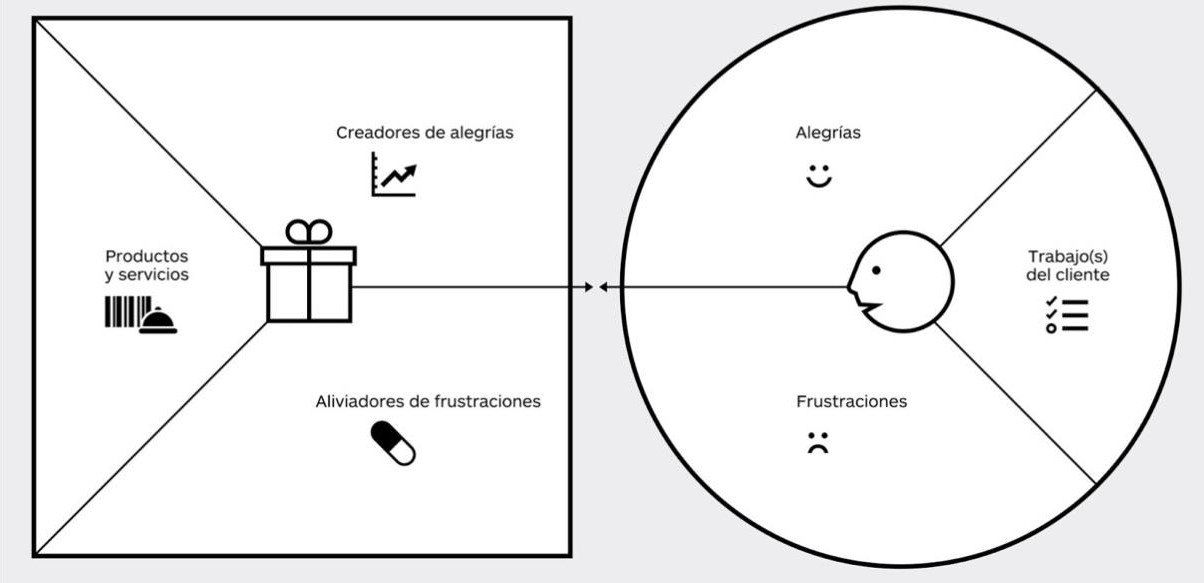 Creadores de alegrías
Productos
y servicios
Aliviadores de frustraciones
Alegrías
Trabajo(s)
del cliente
Frustraciones